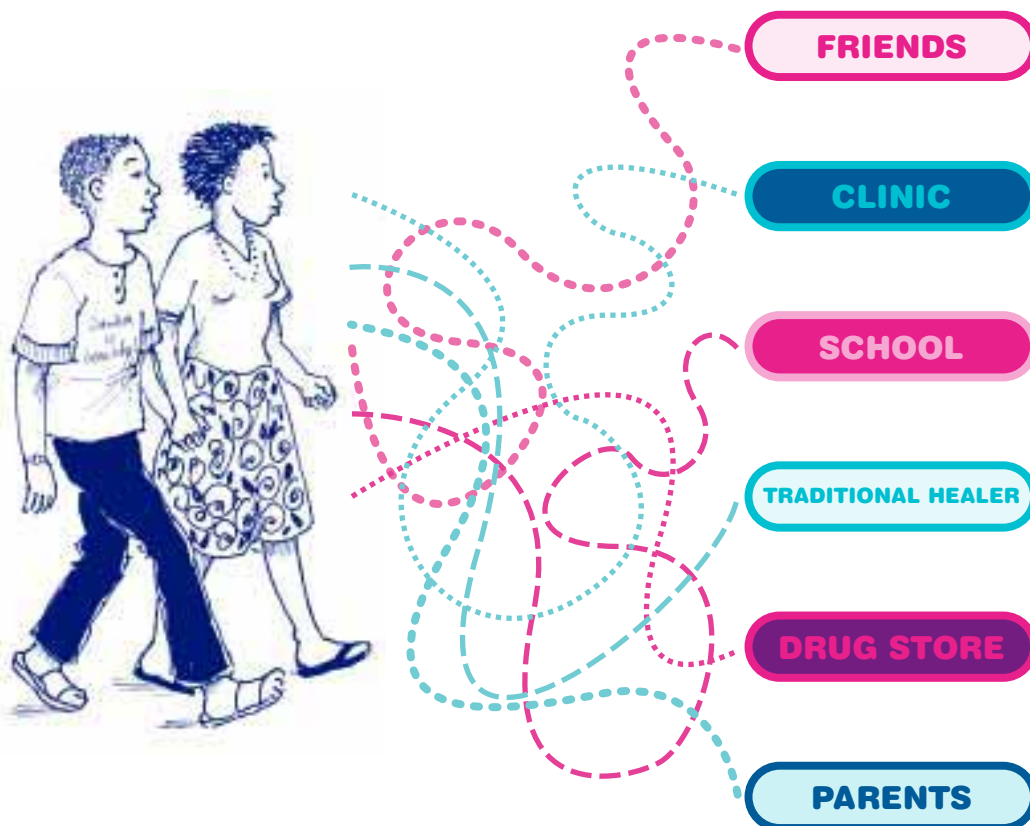 FRIENDS
CLINIC
SCHOOL
TRADITIONAL HEALER
DRUG STORE
PARENTS